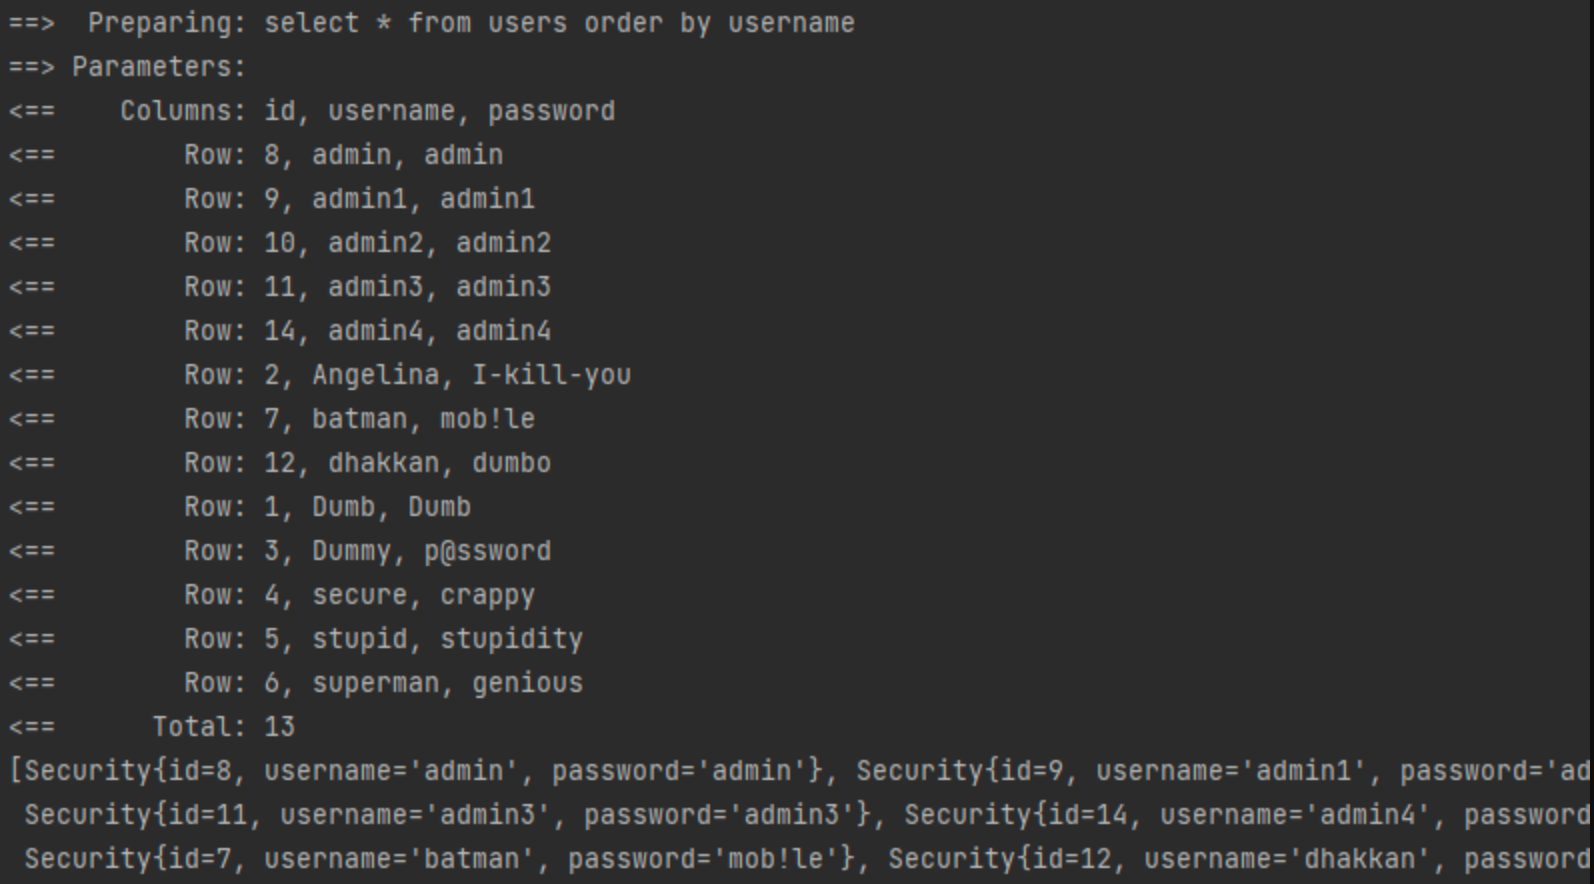 ==>  Preparing: select * from users order by username
==> Parameters:
<==    Columns: id, username, password
<==        Row: 8, admin, admin
<==        Row: 9, admin1, admin1
<==        Row: 10, admin2, admin2
<==        Row: 11, admin3, admin3
<==        Row: 14, admin4, admin4
<==        Row: 2, Angelina, I-kill-you
<==        Row: 7, batman, mob!le
<==        Row: 12, dhakkan, dumbo
<==        Row: 1, Dumb, Dumb
<==        Row: 3, Dummy, p@ssword
<==        Row: 4, secure, crappy
<==        Row: 5, stupid, stupidity
<==        Row: 6, superman, genious
<==      Total: 13
[Security{id=8, username='admin', password='admin'}, Security{id=9, username='admin1', password='ad
 Security{id=11, username='admin3', password='admin3'}, Security{id=14, username='admin4', password
 Security{id=7, username='batman', password='mob!le'}, Security{id=12, username='dhakkan', password